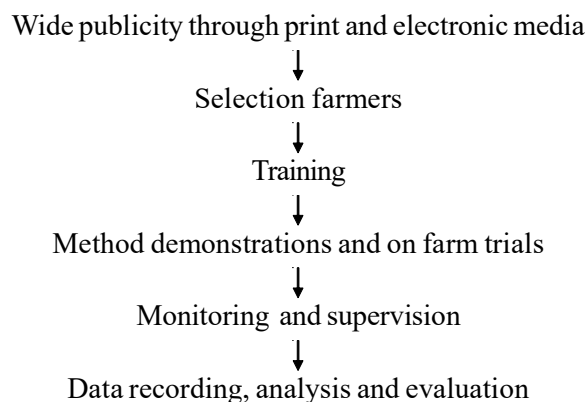 Wide publicity through print and electronic media
Selection farmers
Training
Method demonstrations and on farm trials
Monitoring and supervision
Data recording, analysis and evaluation